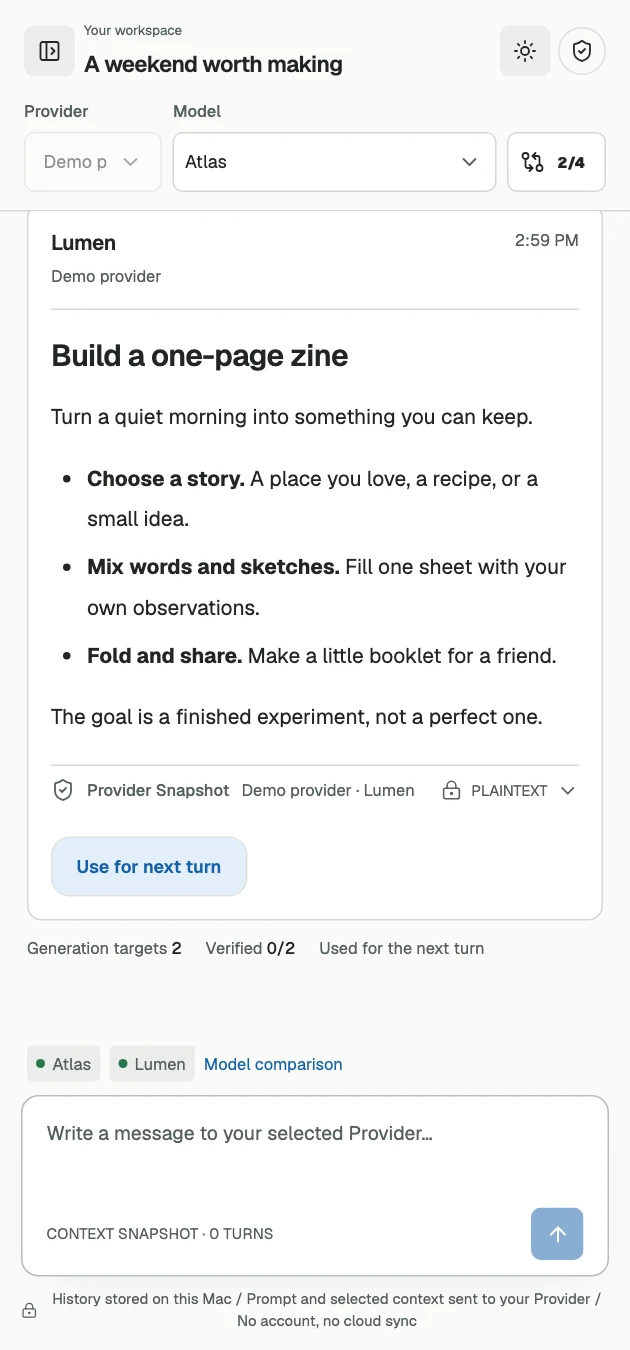 Your workspace
A weekend worth making
Provider
Model
Demo p
Atlas
2/4
Lumen
2:59 PM
Demo provider
Build a one-page zine
Turn a quiet morning into something you can keep.
• Choose a story. A place you love, a recipe, or a
small idea.
• Mix words and sketches. Fill one sheet with your
own observations.
• Fold and share. Make a little booklet for a friend.
The goal is a finished experiment, not a perfect one.
Provider Snapshot Demo provider · Lumen PLAINTEXT
Use for next turn
Generation targets 2 Verified 0/2 Used for the next turn
Atlas Lumen Model comparison
Write a message to your selected Provider…
CONTEXT SNAPSHOT · 0 TURNS
History stored on this Mac / Prompt and selected context sent to your Provider /
No account, no cloud sync